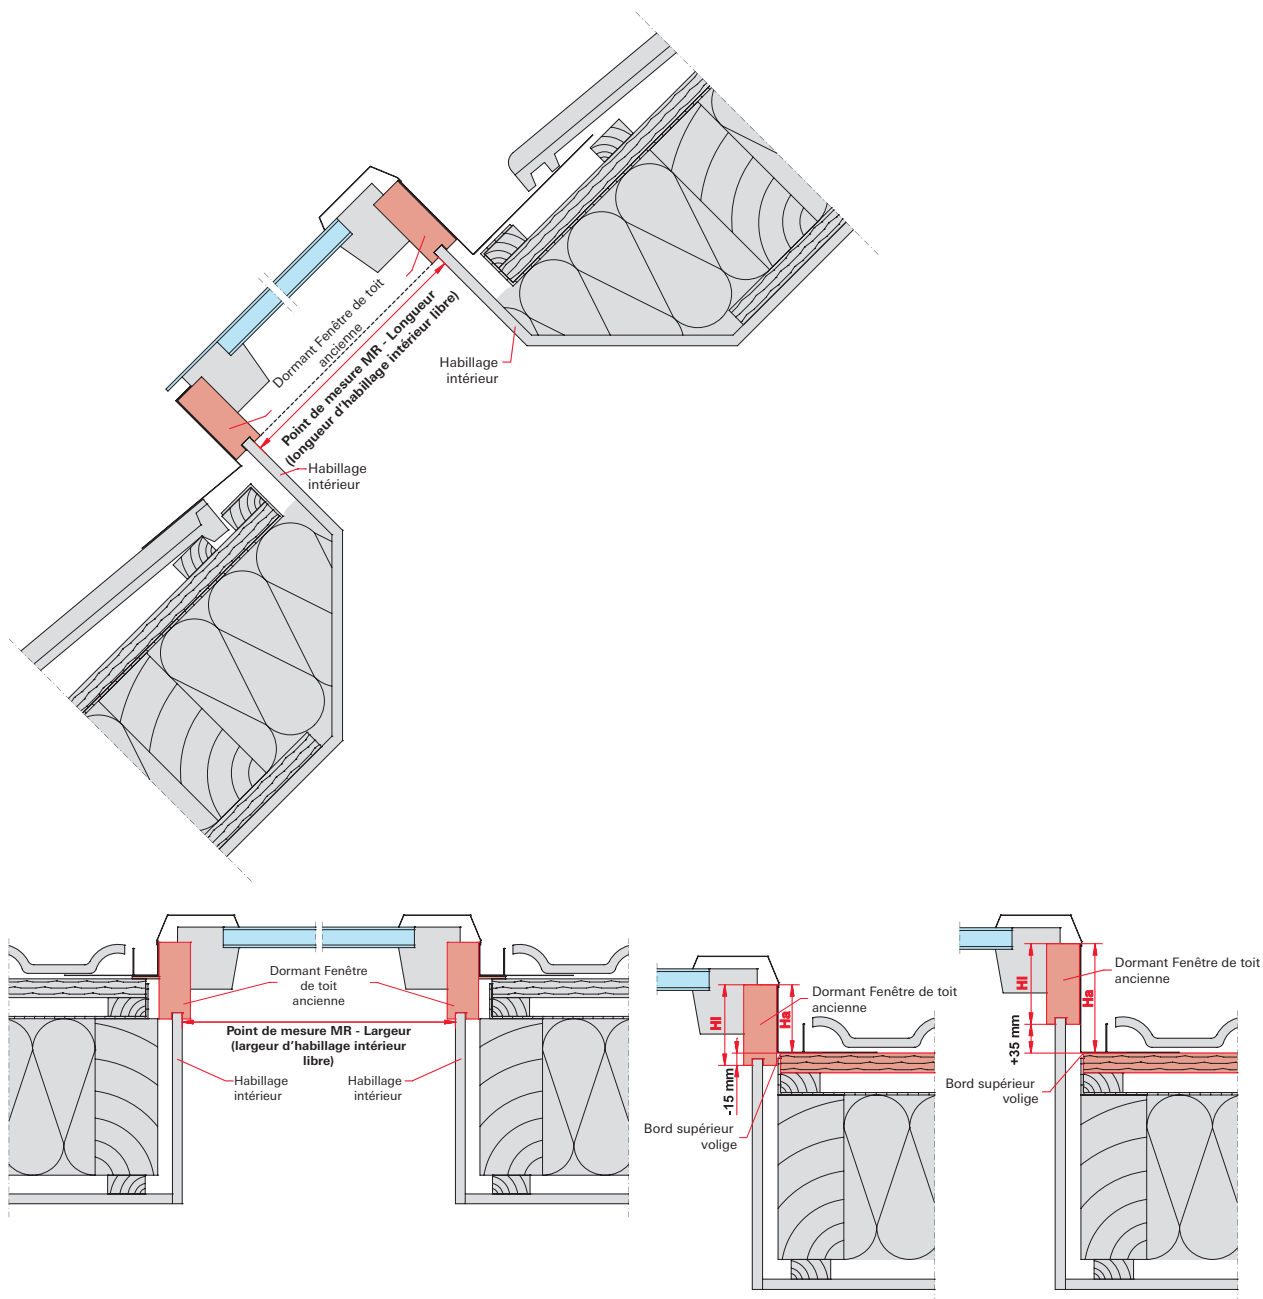 Dormant Fenêtre de toit
ancienne
Point de mesure MR - Longueur
(longueur d’habillage intérieur libre)
Habillage
intérieur
Habillage
intérieur
Dormant Fenêtre
de toit
ancienne
Point de mesure MR - Largeur
(largeur d’habillage intérieur
libre)
Habillage
intérieur
Habillage
intérieur
HI
Ha
Dormant Fenêtre de toit
ancienne
-15 mm
Bord supérieur
volige
HI
Ha
Dormant Fenêtre de toit
ancienne
+35 mm
Bord supérieur
volige